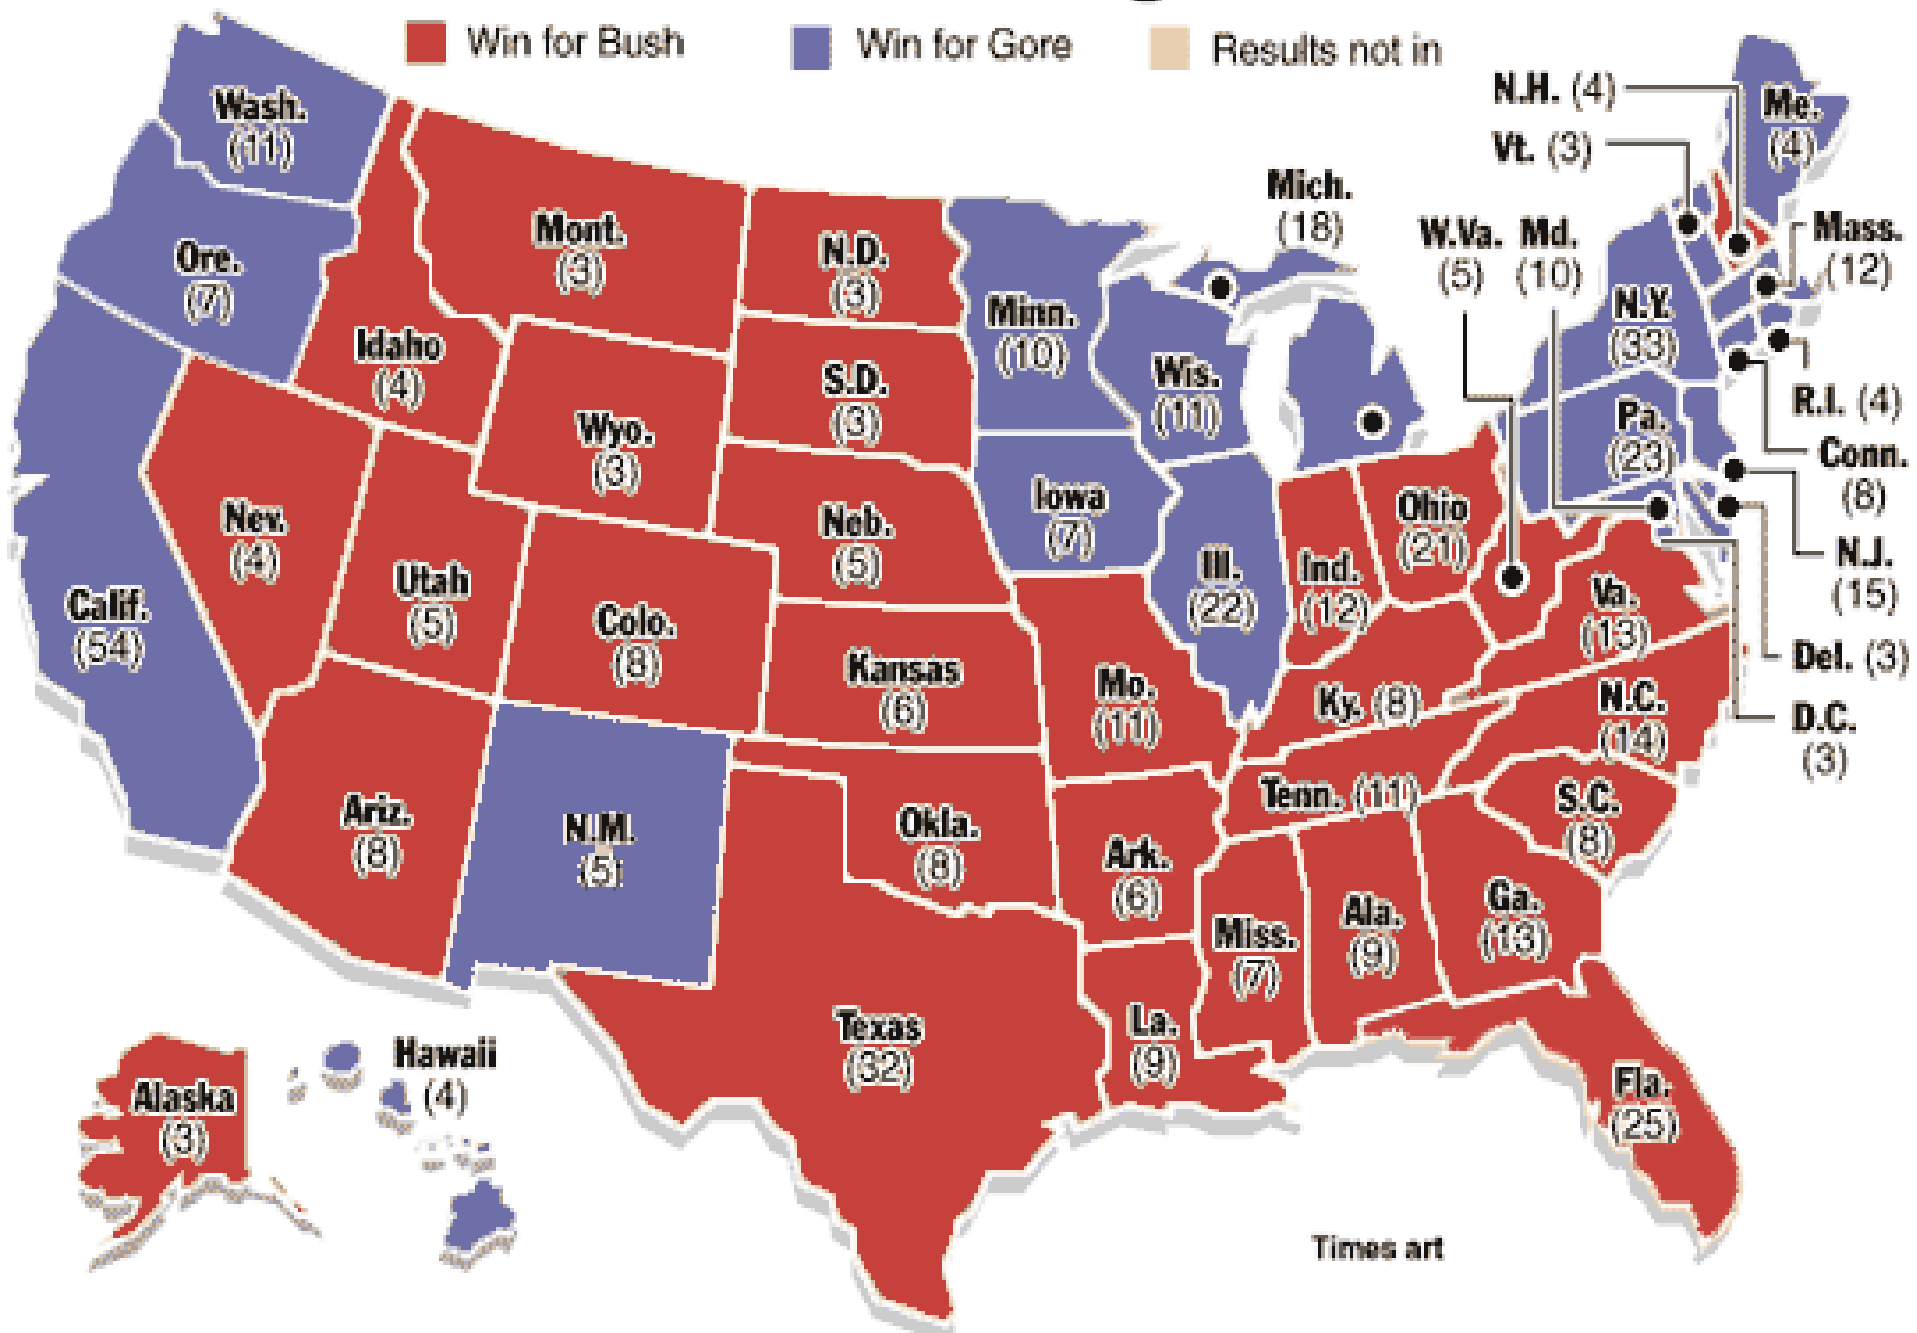 Win for Bush
Win for Gore
Results not in
Wash.
(11)
Ore.
(7)
Calif.
(54)
Nev.
(4)
Idaho
(4)
Mont.
(3)
Wyo.
(3)
Utah
(5)
Colo.
(8)
Ariz.
(8)
N.M.
(5)
N.D.
(3)
S.D.
(3)
Neb.
(5)
Kansas
(6)
Okla.
(8)
Texas
(32)
Minn.
(10)
Iowa
(7)
Mo.
(11)
Ark.
(6)
La.
(9)
Wis.
(11)
Ill.
(22)
Mich.
(18)
Ind.
(12)
Ohio
(21)
Ky. (8)
Tenn. (11)
Miss.
(7)
Ala.
(9)
Ga.
(13)
Fla.
(25)
S.C.
(8)
N.C.
(14)
Va.
(13)
W.Va.
(5)
Md.
(10)
Pa.
(23)
N.Y.
(33)
N.H. (4)
Vt. (3)
Me.
(4)
Mass.
(12)
R.I. (4)
Conn.
(8)
N.J.
(15)
Del. (3)
D.C.
(3)
Alaska
(3)
Hawaii
(4)
Times art